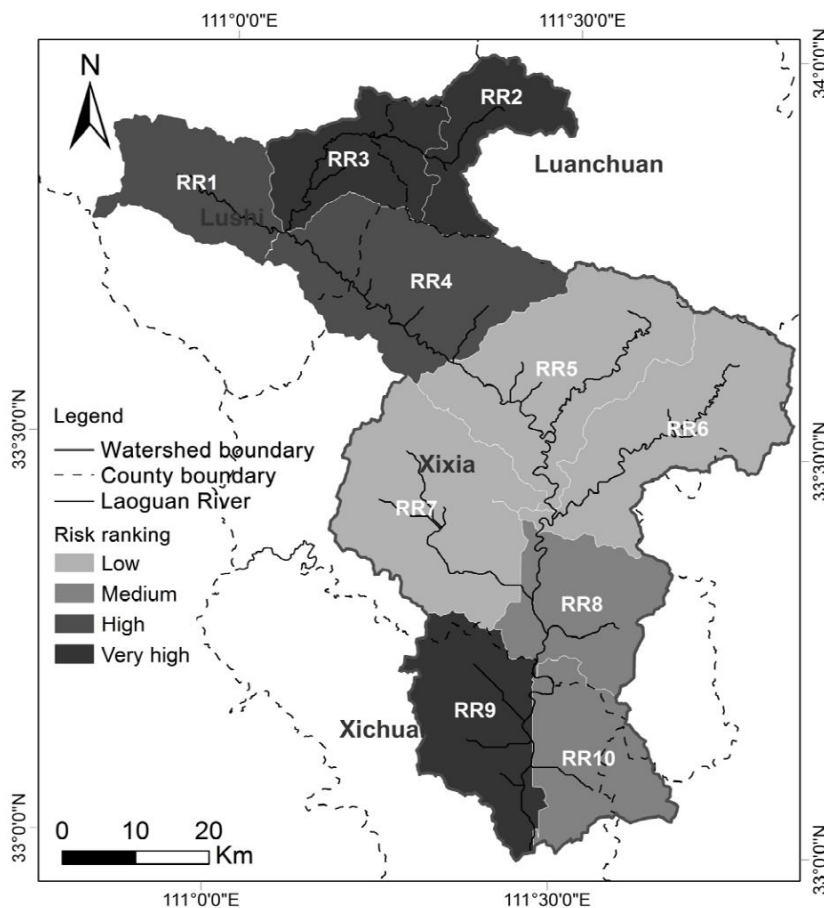 111°0'0"E
111°30'0"E
34°0'0"N
N
RR2
RR3
Luanchuan
RR1
Lushi
RR4
RR5
Legend
33°30'0"N
RR6
Watershed boundary
Xixia
33°30'0"N
County boundary
Laoguan River
RR7
Risk ranking
Low
Medium
RR8
High
Very high
RR9
Xichua
RR10
0 10 20
Km
33°0'0"N
33°0'0"N
111°0'0"E
111°30'0"E